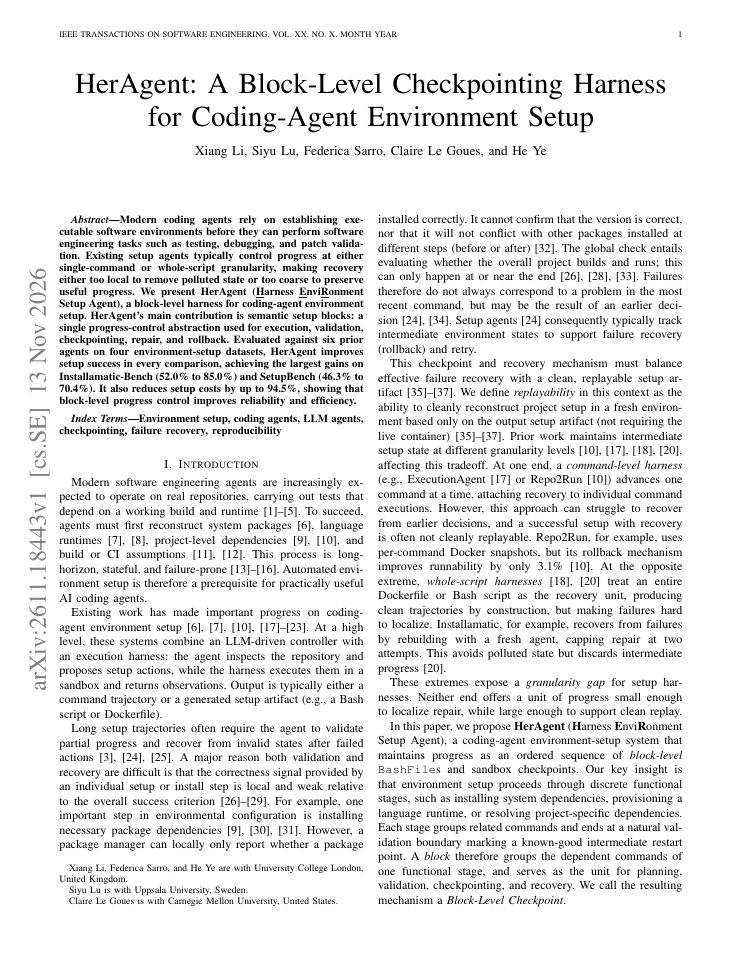 IEEE TRANSACTIONS ON SOFTWARE ENGINEERING, VOL. XX, NO. X, MONTH YEAR 1
HerAgent: A Block-Level Checkpointing Harness
for Coding-Agent Environment Setup
Xiang Li, Siyu Lu, Federica Sarro, Claire Le Goues, and He Ye
arXiv:2611.18443v1 [cs.SE] 13 Nov 2026
Abstract—Modern coding agents rely on establishing exe-
cutable software environments before they can perform software
engineering tasks such as testing, debugging, and patch valida-
tion. Existing setup agents typically control progress at either
single-command or whole-script granularity, making recovery
either too local to remove polluted state or too coarse to preserve
useful progress. We present HerAgent (Harness EnviRonment
Setup Agent), a block-level harness for coding-agent environment
setup. HerAgent's main contribution is semantic setup blocks: a
single progress-control abstraction used for execution, validation,
checkpointing, repair, and rollback. Evaluated against six prior
agents on four environment-setup datasets, HerAgent improves
setup success in every comparison, achieving the largest gains on
Installamatic-Bench (52.0% to 85.0%) and SetupBench (46.3% to
70.4%). It also reduces setup costs by up to 94.5%, showing that
block-level progress control improves reliability and efficiency.
Index Terms—Environment setup, coding agents, LLM agents,
checkpointing, failure recovery, reproducibility
I. INTRODUCTION
Modern software engineering agents are increasingly ex-
pected to operate on real repositories, carrying out tests that
depend on a working build and runtime [1]–[5]. To succeed,
agents must first reconstruct system packages [6], language
runtimes [7], [8], project-level dependencies [9], [10], and
build or CI assumptions [11], [12]. This process is long-
horizon, stateful, and failure-prone [13]–[16]. Automated envi-
ronment setup is therefore a prerequisite for practically useful
AI coding agents.
Existing work has made important progress on coding-
agent environment setup [6], [7], [10], [17]–[23]. At a high
level, these systems combine an LLM-driven controller with
an execution harness: the agent inspects the repository and
proposes setup actions, while the harness executes them in a
sandbox and returns observations. Output is typically either a
command trajectory or a generated setup artifact (e.g., a Bash
script or Dockerfile).
Long setup trajectories often require the agent to validate
partial progress and recover from invalid states after failed
actions [3], [24], [25]. A major reason both validation and
recovery are difficult is that the correctness signal provided by
an individual setup or install step is local and weak relative
to the overall success criterion [26]–[29]. For example, one
important step in environmental configuration is installing
necessary package dependencies [9], [30], [31]. However, a
package manager can locally only report whether a package
Xiang Li, Federica Sarro, and He Ye are with University College London,
United Kingdom.
Siyu Lu is with Uppsala University, Sweden.
Claire Le Goues is with Carnegie Mellon University, United States.
installed correctly. It cannot confirm that the version is correct,
nor that it will not conflict with other packages installed at
different steps (before or after) [32]. The global check entails
evaluating whether the overall project builds and runs; this
can only happen at or near the end [26], [28], [33]. Failures
therefore do not always correspond to a problem in the most
recent command, but may be the result of an earlier deci-
sion [24], [34]. Setup agents [24] consequently typically track
intermediate environment states to support failure recovery
(rollback) and retry.
This checkpoint and recovery mechanism must balance
effective failure recovery with a clean, replayable setup ar-
tifact [35]–[37]. We define replayability in this context as the
ability to cleanly reconstruct project setup in a fresh environ-
ment based only on the output setup artifact (not requiring the
live container) [35]–[37]. Prior work maintains intermediate
setup state at different granularity levels [10], [17], [18], [20],
affecting this tradeoff. At one end, a command-level harness
(e.g., ExecutionAgent [17] or Repo2Run [10]) advances one
command at a time, attaching recovery to individual command
executions. However, this approach can struggle to recover
from earlier decisions, and a successful setup with recovery
is often not cleanly replayable. Repo2Run, for example, uses
per-command Docker snapshots, but its rollback mechanism
improves runnability by only 3.1% [10]. At the opposite
extreme, whole-script harnesses [18], [20] treat an entire
Dockerfile or Bash script as the recovery unit, producing
clean trajectories by construction, but making failures hard
to localize. Installamatic, for example, recovers from failures
by rebuilding with a fresh agent, capping repair at two
attempts. This avoids polluted state but discards intermediate
progress [20].
These extremes expose a granularity gap for setup har-
nesses. Neither end offers a unit of progress small enough
to localize repair, while large enough to support clean replay.
In this paper, we propose HerAgent (Harness EnviRonment
Setup Agent), a coding-agent environment-setup system that
maintains progress as an ordered sequence of block-level
BashFiles and sandbox checkpoints. Our key insight is
that environment setup proceeds through discrete functional
stages, such as installing system dependencies, provisioning a
language runtime, or resolving project-specific dependencies.
Each stage groups related commands and ends at a natural val-
idation boundary marking a known-good intermediate restart
point. A block therefore groups the dependent commands of
one functional stage, and serves as the unit for planning,
validation, checkpointing, and recovery. We call the resulting
mechanism a Block-Level Checkpoint.